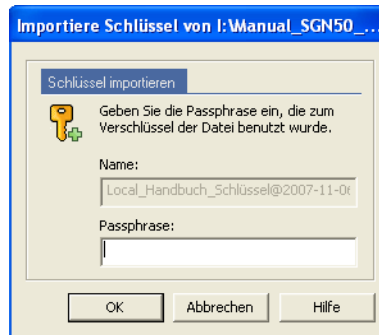 Importiere Schlüssel von I:\Manual_SGN50_...
Schlüssel importieren
Geben Sie die Passphrase ein, die zum
Verschlüssel der Datei benutzt wurde.
Name:
Local_Handbuch_Schlüssel@2007-11-06
Passphrase:
OK
Abbrechen
Hilfe